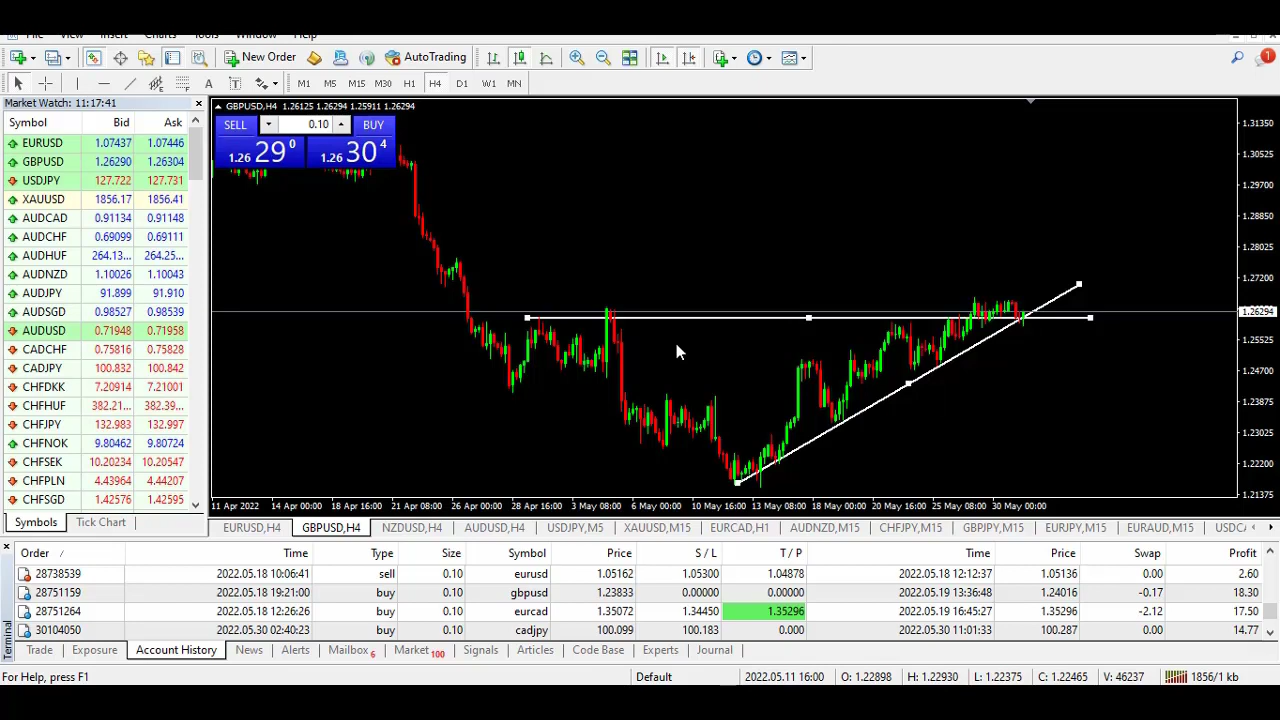 File View Insert Charts Tools Window Help
New Order AutoTrading
A T M1 M5 M15 M30 H1 H4 D1 W1 MN 1
Market Watch: 11:17:41
Symbol Bid Ask
EURUSD 1.07437 1.07446
GBPUSD 1.26290 1.26304
USDJPY 127.722 127.731
XAUUSD 1856.17 1856.41
AUDCAD 0.91134 0.91148
AUDCHF 0.69099 0.69111
AUDHUF 264.13... 264.25...
AUDNZD 1.10026 1.10043
AUDJPY 91.899 91.910
AUDSGD 0.98527 0.98539
AUDUSD 0.71948 0.71958
CADCHF 0.75816 0.75828
CADJPY 100.832 100.842
CHFDKK 7.20914 7.21001
CHFHUF 382.21... 382.39...
CHFJPY 132.983 132.997
CHFNOK 9.80462 9.80724
CHFSEK 10.20234 10.20547
CHFPLN 4.43964 4.44207
CHFSGD 1.42576 1.42595
Symbols Tick Chart
GBPUSD,H4 1.26125 1.26294 1.25911 1.26294
SELL 0.10 BUY
1.26 29 0 1.26 30 4
1.31350
1.30525
1.29700
1.28850
1.28025
1.27200
1.26294
1.25525
1.24700
1.23875
1.23025
1.22200
1.21375
11 Apr 2022 14 Apr 00:00 18 Apr 16:00 21 Apr 08:00 26 Apr 00:00 28 Apr 16:00 3 May 08:00 6 May 00:00 10 May 16:00 13 May 08:00 18 May 00:00 20 May 16:00 25 May 08:00 30 May 00:00
EURUSD,H4 GBPUSD,H4 NZDUSD,H4 AUDUSD,H4 USDJPY,M5 XAUUSD,M15 EURCAD,H1 AUDNZD,M15 CHFJPY,M15 GBPJPY,M15 EURJPY,M15 EURAUD,M15 USDC
Order / Time Type Size Symbol Price S / L T / P Time Price Swap Profit
28738539 2022.05.18 10:06:41 sell 0.10 eurusd 1.05162 1.05300 1.04878 2022.05.18 12:12:37 1.05136 0.00 2.60
28751159 2022.05.18 19:21:00 buy 0.10 gbpusd 1.23833 0.00000 0.00000 2022.05.19 13:36:48 1.24016 -0.17 18.30
28751264 2022.05.18 12:26:26 buy 0.10 eurcad 1.35072 1.34450 1.35296 2022.05.19 16:45:27 1.35296 -2.12 17.50
30104050 2022.05.30 02:40:23 buy 0.10 cadjpy 100.099 100.183 0.000 2022.05.30 11:01:33 100.287 0.00 14.77
Terminal
Trade Exposure Account History News Alerts Mailbox 6 Market 100 Signals Articles Code Base Experts Journal
For Help, press F1 Default 2022.05.11 16:00 O: 1.22898 H: 1.22930 L: 1.22375 C: 1.22465 V: 46237 1856/1 kb